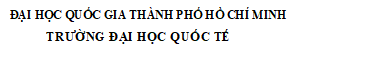 ĐẠI HỌC QUỐC GIA THÀNH PHỐ HỒ CHÍ MINH
TRƯỜNG ĐẠI HỌC QUỐC TẾ